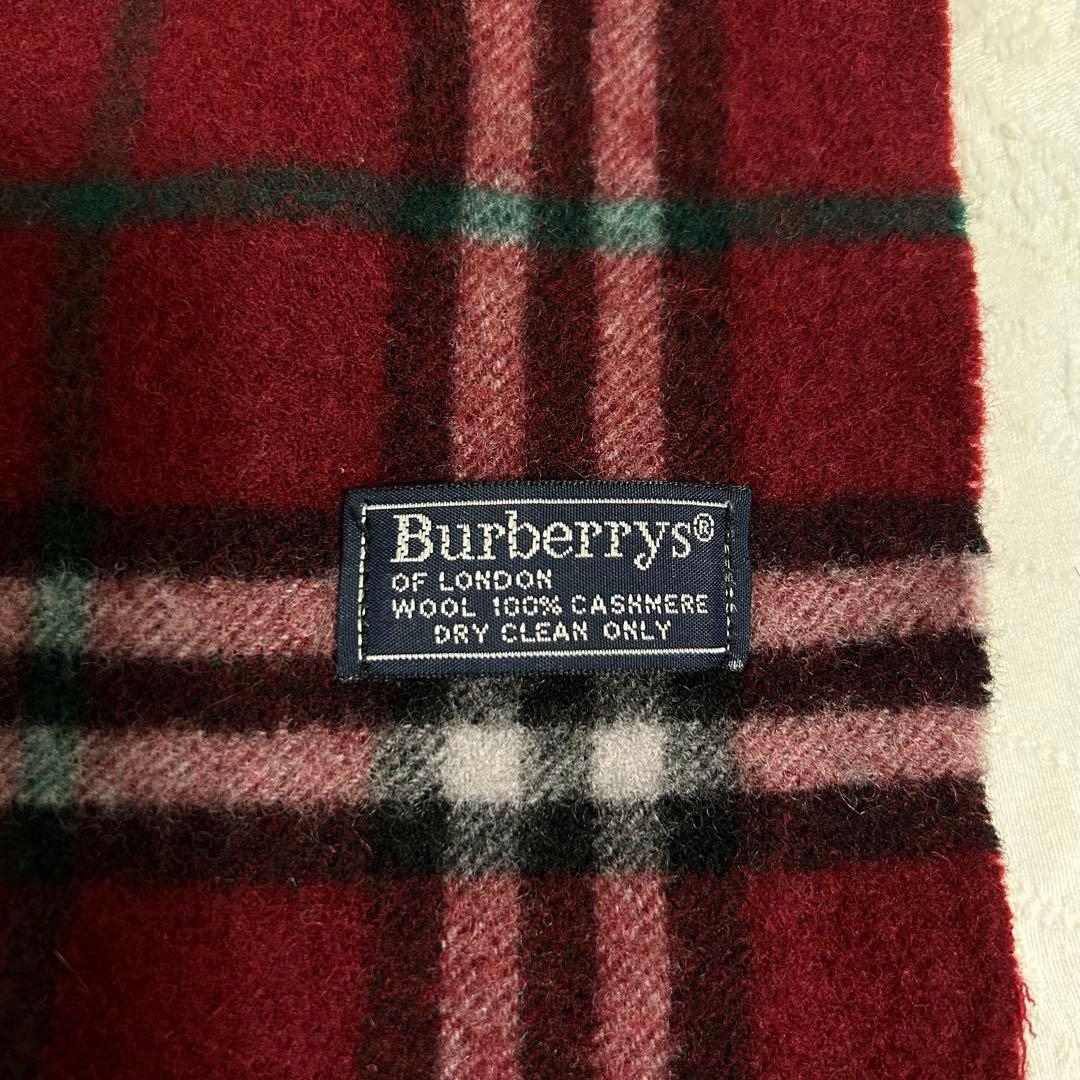 Burberrys®
OF LONDON
WOOL 100% CASHMERE
DRY CLEAN ONLY